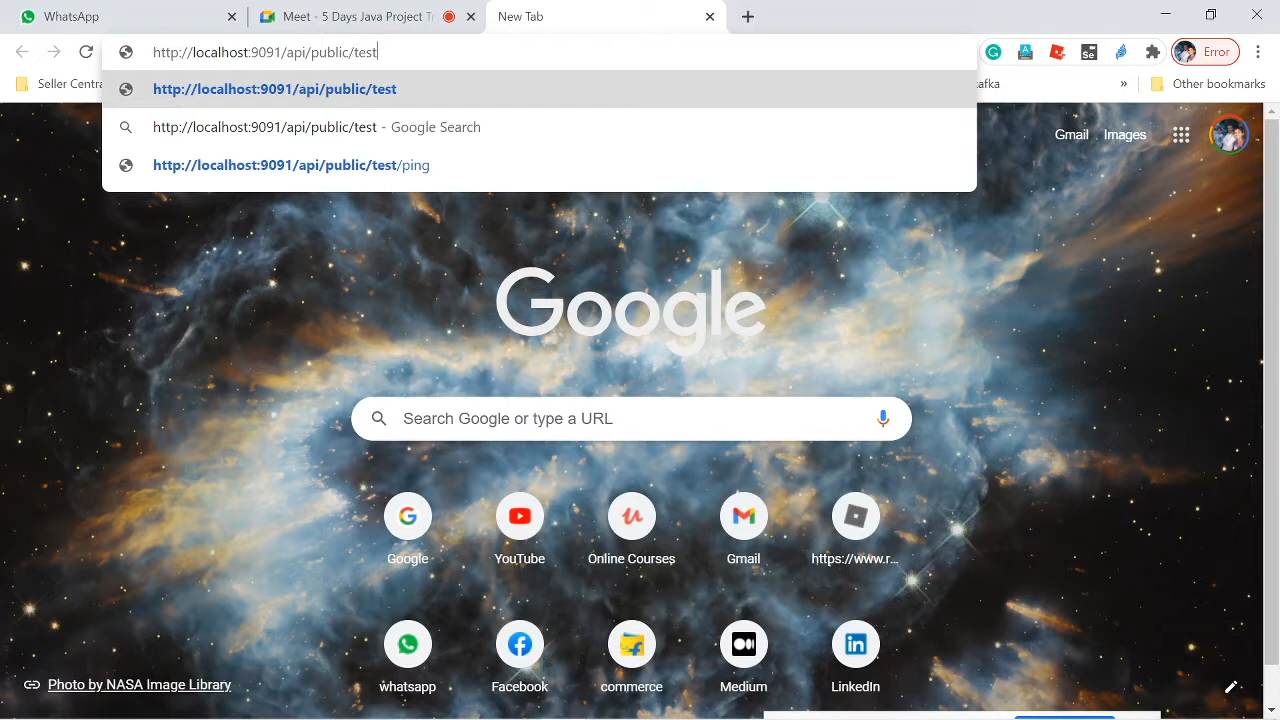 WhatsApp
Meet - 5 Days Java Project T
New Tab
http://localhost:9091/api/public/test
Se
Error
Seller Centra
afka
»
Other bookmarks
http://localhost:9091/api/public/test
http://localhost:9091/api/public/test - Google Search
http://localhost:9091/api/public/test/ping
Gmail
Images
Google
Search Google or type a URL
Google
YouTube
Online Courses
Gmail
https://www.r...
whatsapp
Facebook
commerce
Medium
LinkedIn
Photo by NASA Image Library